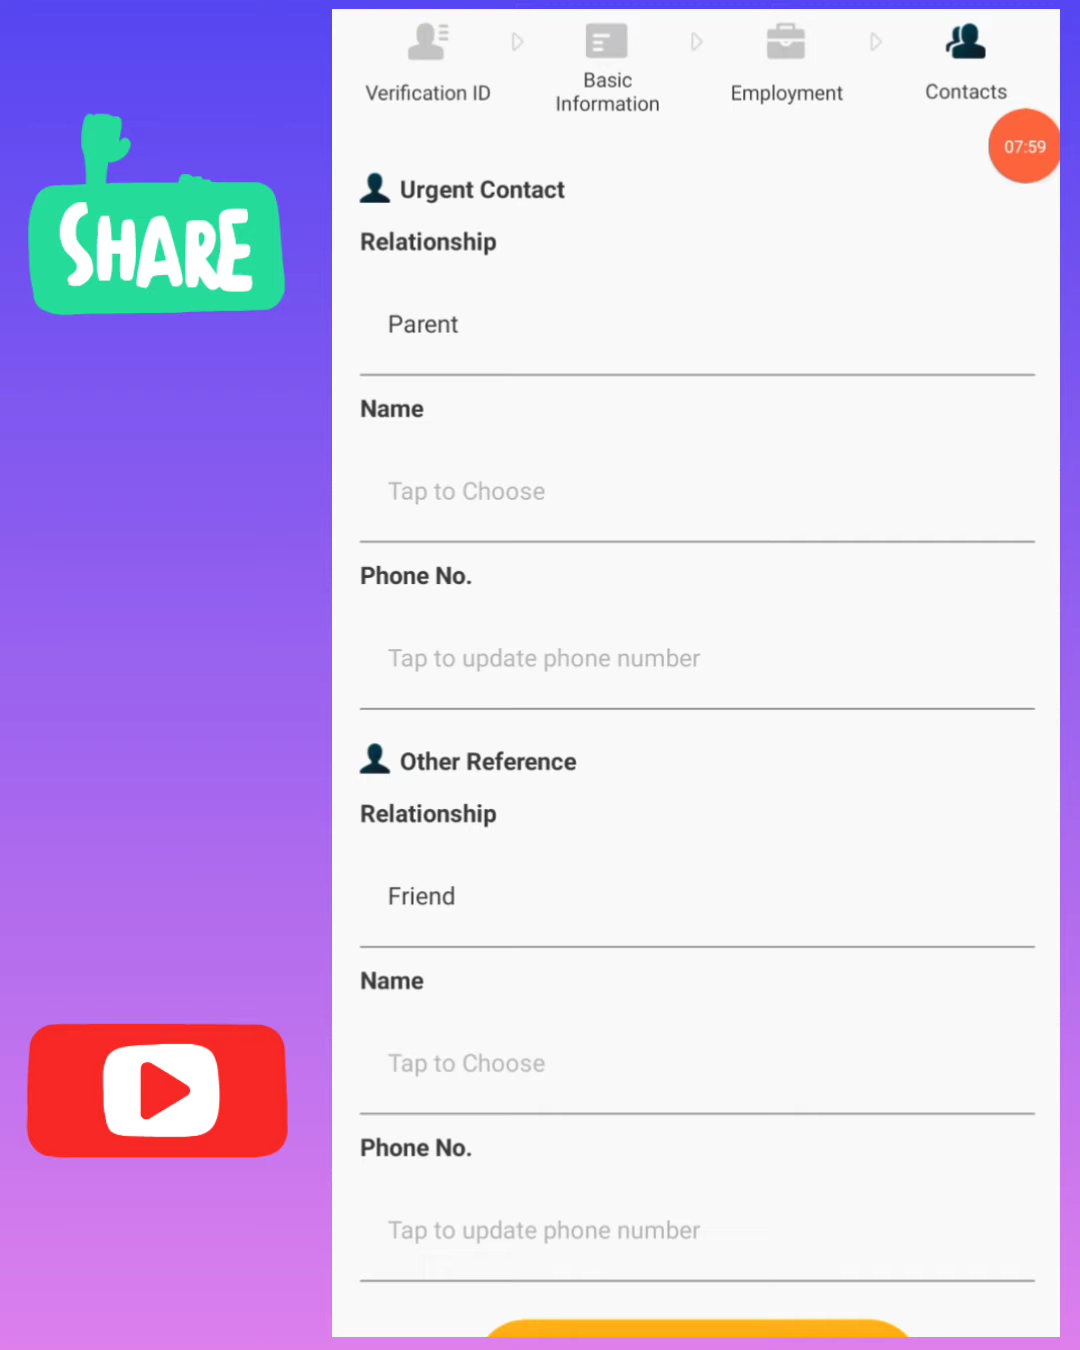 Verification ID
Basic
Information
Employment
Contacts
07:59
SHARE
Urgent Contact
Relationship
Parent
Name
Tap to Choose
Phone No.
Tap to update phone number
Other Reference
Relationship
Friend
Name
Tap to Choose
Phone No.
Tap to update phone number